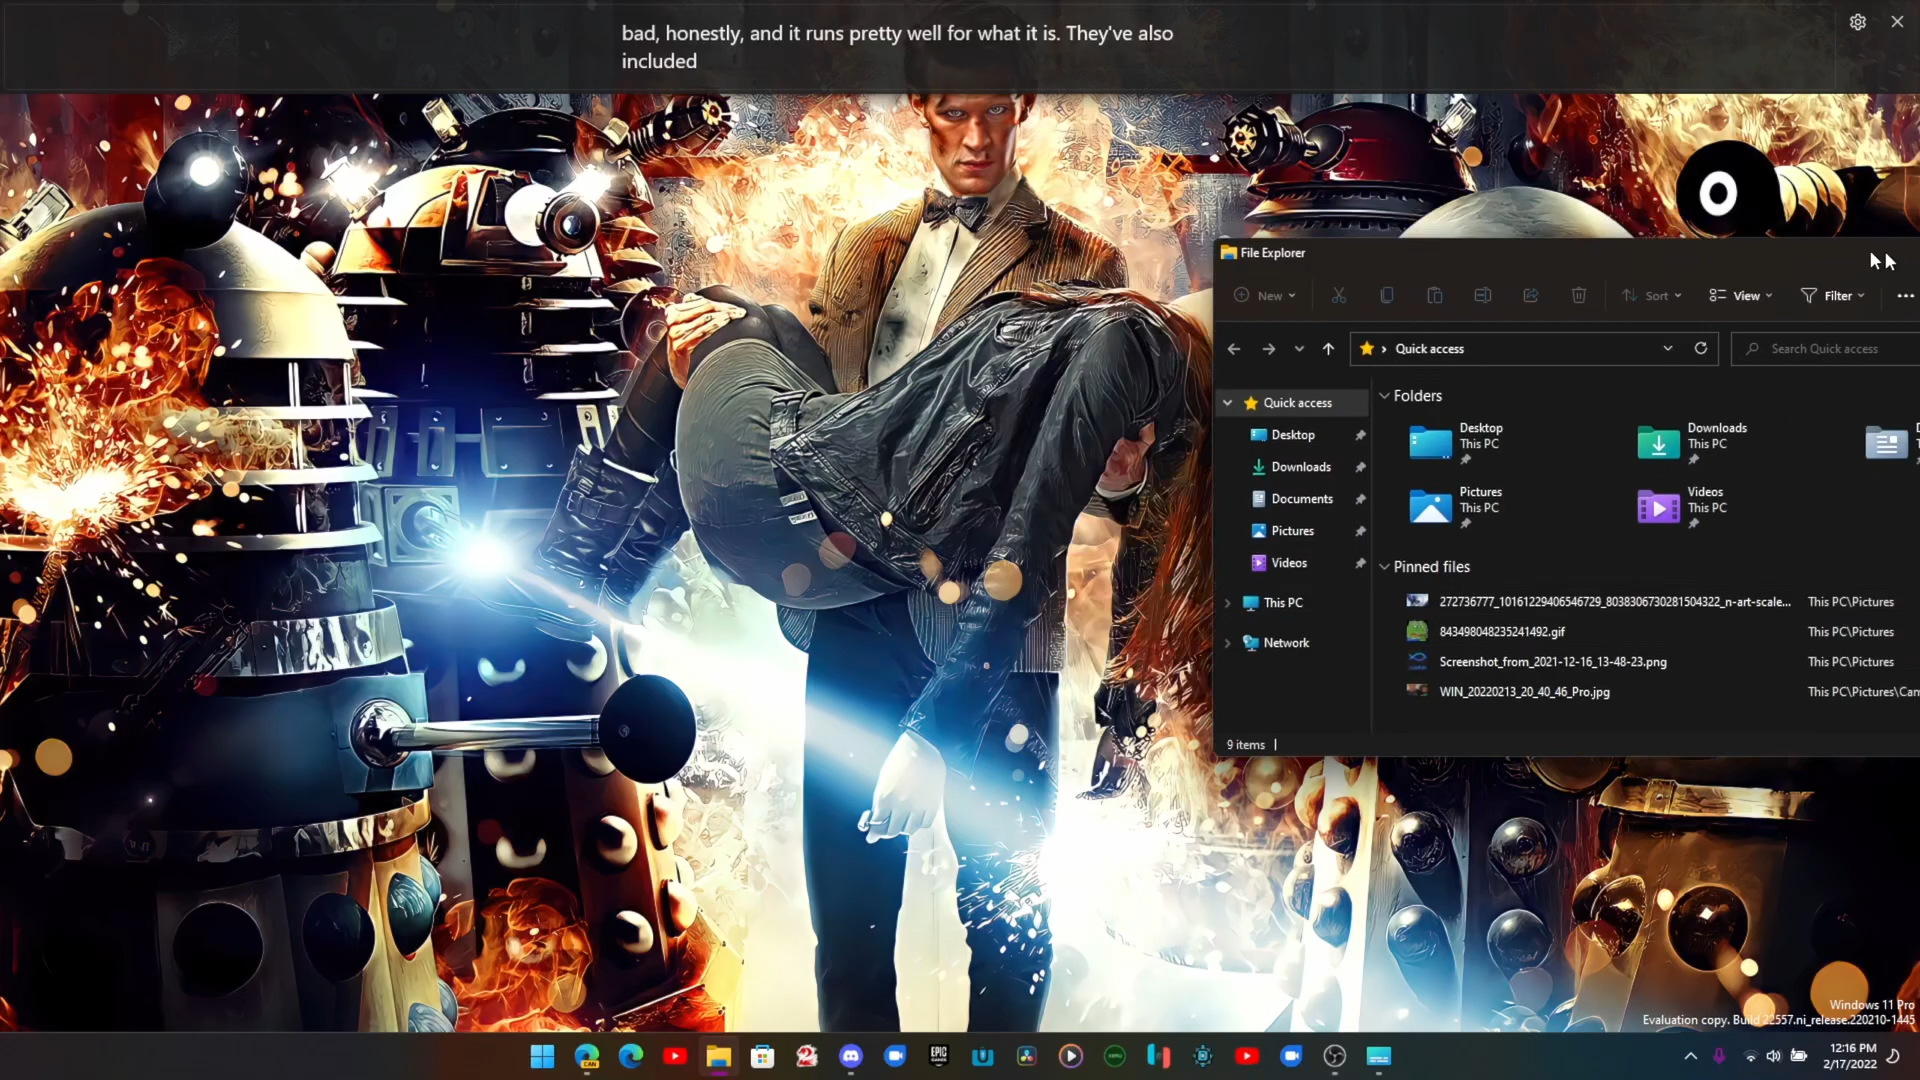 bad, honestly, and it runs pretty well for what it is. They've also
included
File Explorer
New
Sort
View
Filter
Quick access
Search Quick access
Quick access
Desktop
Downloads
Documents
Pictures
Videos
This PC
Network
Folders
Desktop
This PC
Downloads
This PC
Pictures
This PC
Videos
This PC
Pinned files
272736777_10161229406546729_8038306730281504322_n-art-scale... This PC\Pictures
843498048235241492.gif This PC\Pictures
Screenshot_from_2021-12-16_13-48-23.png This PC\Pictures
WIN_20220213_20_40_46_Pro.jpg This PC\Pictures\Cam
9 items
Windows 11 Pro
Evaluation copy. Build 22557.ni_release.220210-1445
CAN
EPIC
GAMES
12:16 PM
2/17/2022